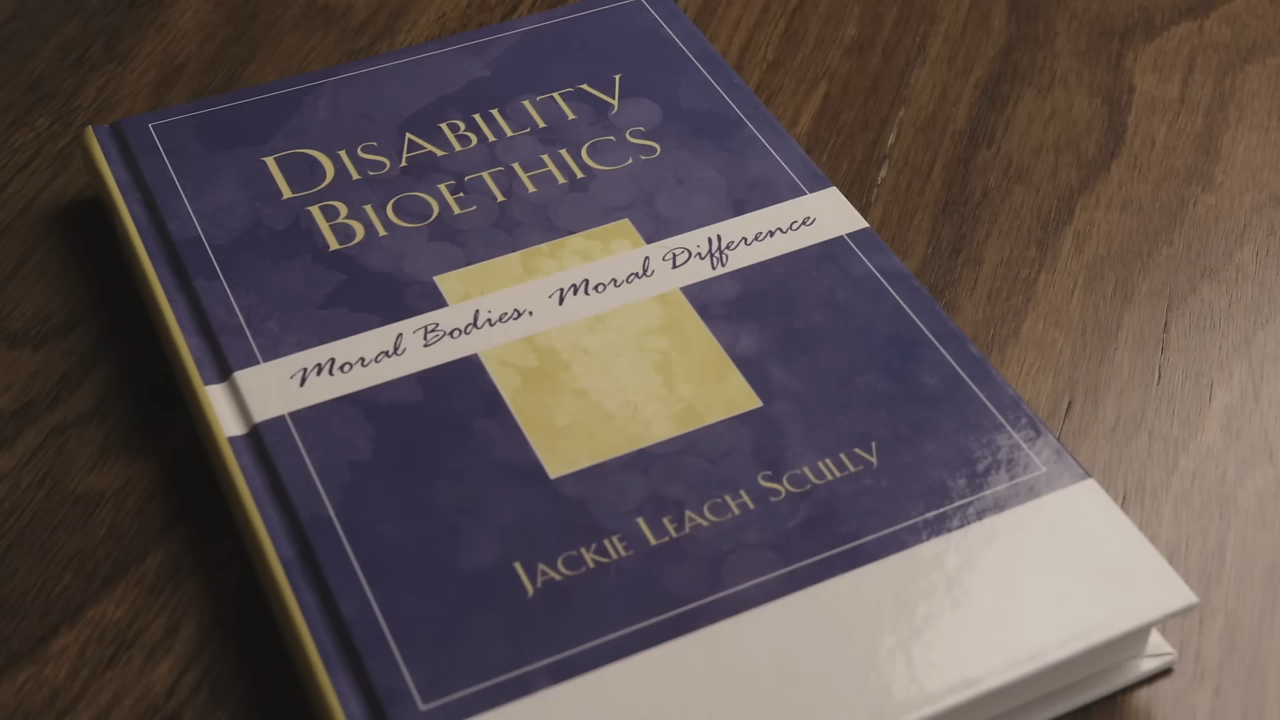 DISABILITY
BIOETHICS
Moral Bodies, Moral Difference
JACKIE LEACH SCULLY